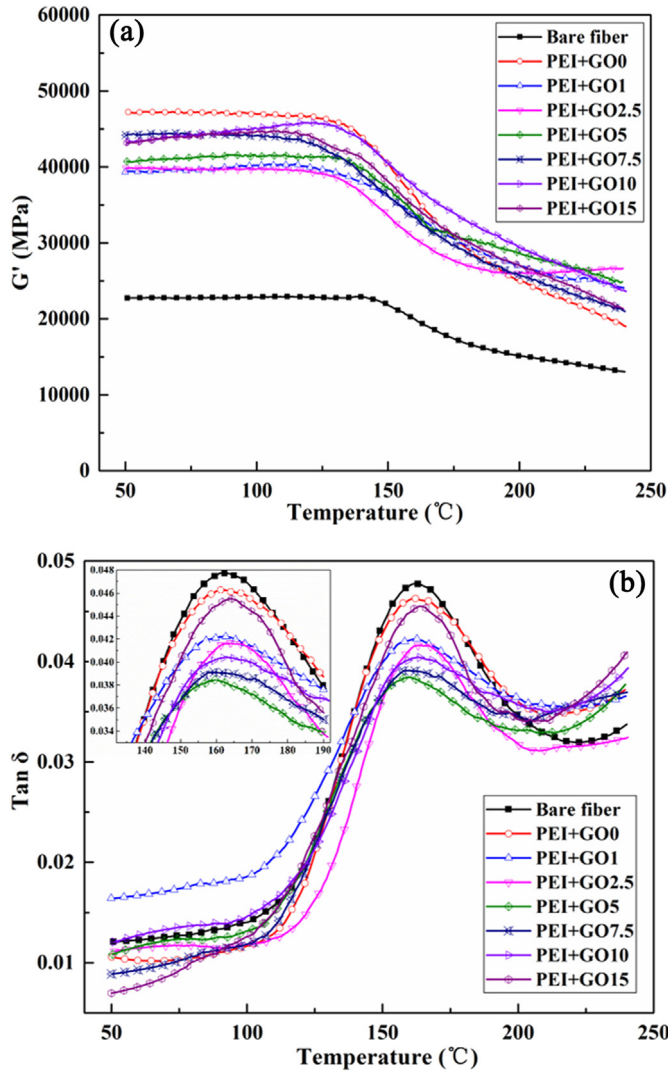 (a)
Bare fiber
PEI+GO0
PEI+GO1
PEI+GO2.5
PEI+GO5
PEI+GO7.5
PEI+GO10
PEI+GO15
60000
50000
40000
30000
20000
10000
0
G' (MPa)
50 100 150 200 250
Temperature (℃)
(b)
0.05
0.04
0.03
0.02
0.01
Tan δ
0.048
0.046
0.044
0.042
0.040
0.038
0.036
0.034
140 150 160 170 180 190
Bare fiber
PEI+GO0
PEI+GO1
PEI+GO2.5
PEI+GO5
PEI+GO7.5
PEI+GO10
PEI+GO15
50 100 150 200 250
Temperature (℃)